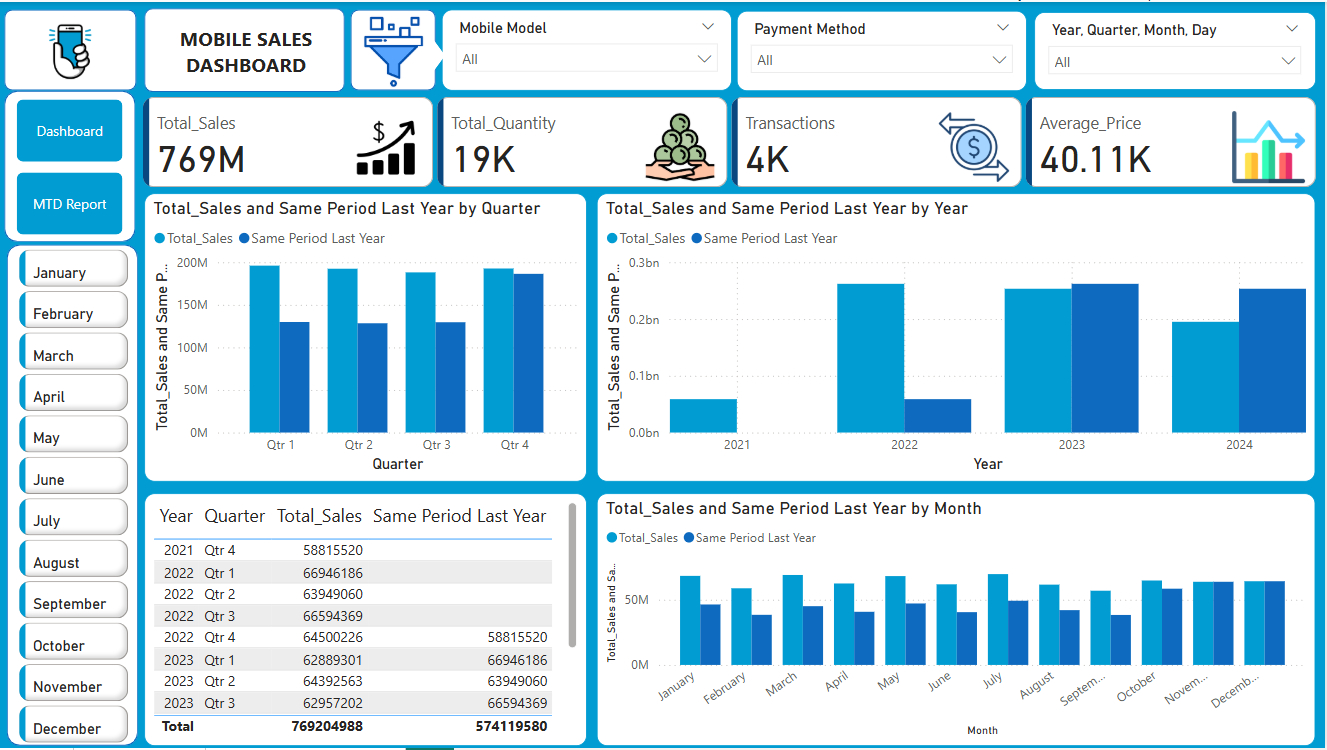 MOBILE SALES
DASHBOARD
Mobile Model
All
Payment Method
All
Year, Quarter, Month, Day
All
Dashboard
MTD Report
Total_Sales
769M
$
Total_Quantity
19K
Transactions
4K
$
Average_Price
40.11K
January
February
March
April
May
June
July
August
September
October
November
December
Total_Sales and Same Period Last Year by Quarter
Total_Sales Same Period Last Year
Total_Sales and Same P...
200M
150M
100M
50M
0M
Qtr 1 Qtr 2 Qtr 3 Qtr 4
Quarter
Total_Sales and Same Period Last Year by Year
Total_Sales Same Period Last Year
Total_Sales and Same P...
0.3bn
0.2bn
0.1bn
0.0bn
2021 2022 2023 2024
Year
Year Quarter Total_Sales Same Period Last Year
2021 Qtr 4 58815520
2022 Qtr 1 66946186
2022 Qtr 2 63949060
2022 Qtr 3 66594369
2022 Qtr 4 64500226 58815520
2023 Qtr 1 62889301 66946186
2023 Qtr 2 64392563 63949060
2023 Qtr 3 62957202 66594369
Total 769204988 574119580
Total_Sales and Same Period Last Year by Month
Total_Sales Same Period Last Year
Total_Sales and Sa...
50M
0M
January February March April May June July August Septem... October Novem... Decemb...
Month